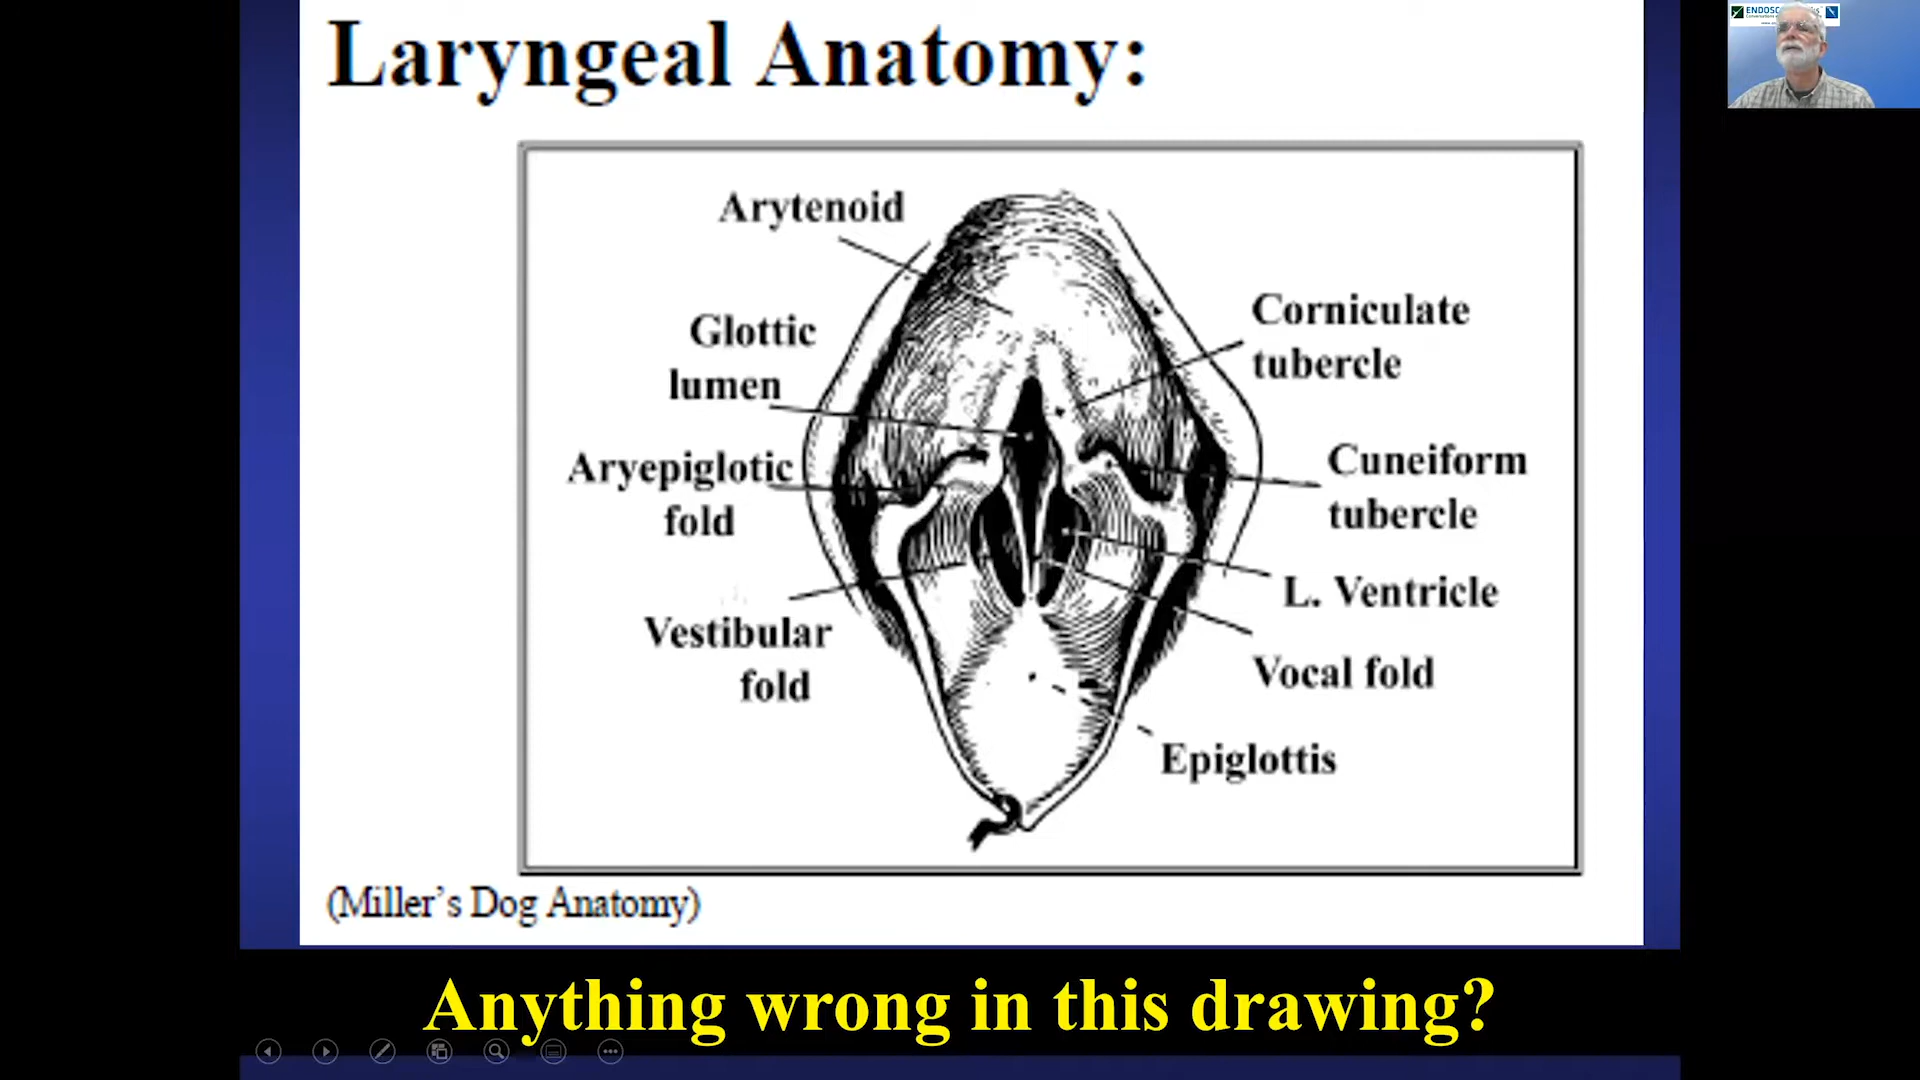 Laryngeal Anatomy:
Arytenoid
Glottic
lumen
Aryepiglotic
fold
Vestibular
fold
Corniculate
tubercle
Cuneiform
tubercle
L. Ventricle
Vocal fold
Epiglottis
(Miller's Dog Anatomy)
Anything wrong in this drawing?